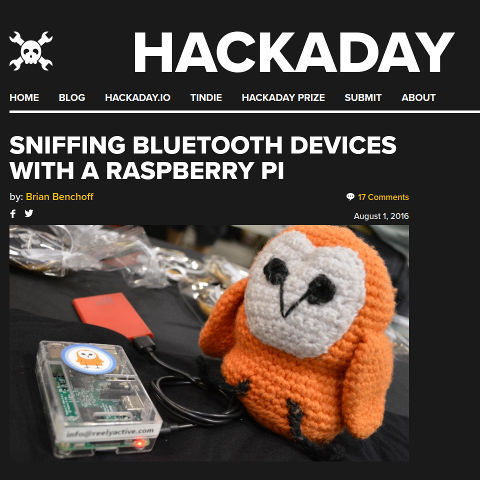 HACKADAY
HOME BLOG HACKADAY.IO TINDIE HACKADAY PRIZE SUBMIT ABOUT
SNIFFING BLUETOOTH DEVICES
WITH A RASPBERRY PI
by: Brian Benchoff
17 Comments
August 1, 2016
info@reelyactive.com